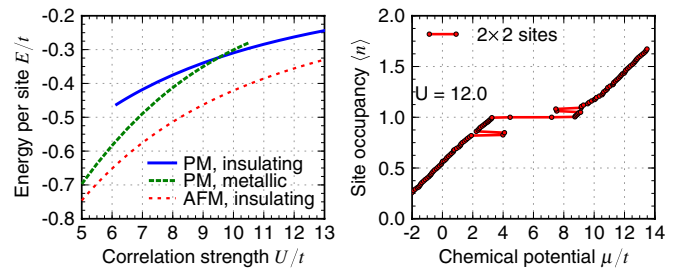 Energy per site E/t
-0.2
-0.3
-0.4
-0.5
-0.6
-0.7
-0.8
PM, insulating
PM, metallic
AFM, insulating
5 6 7 8 9 10 11 12 13
Correlation strength U/t
Site occupancy ⟨n⟩
2.0
1.5
1.0
0.5
0.0
2×2 sites
U = 12.0
-2 0 2 4 6 8 10 12 14
Chemical potential μ/t